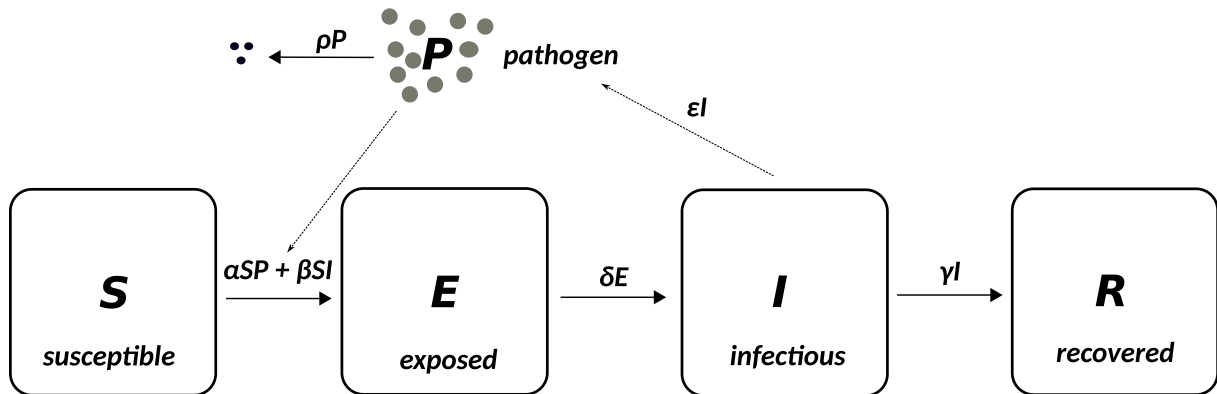 ρP
P
pathogen
εI
αSP + βSI
δE
γI
S
E
I
R
susceptible
exposed
infectious
recovered